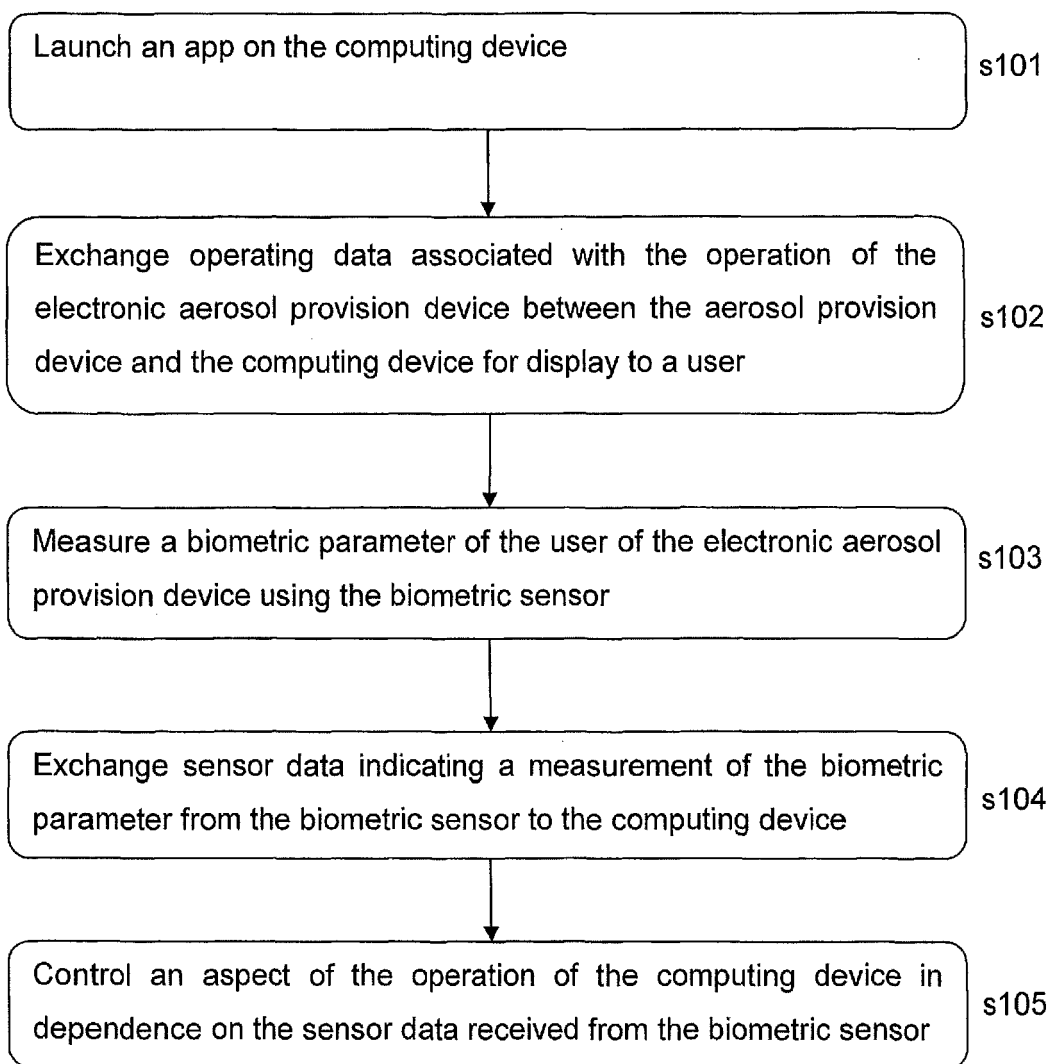 Launch an app on the computing device
s101
Exchange operating data associated with the operation of the
electronic aerosol provision device between the aerosol provision
device and the computing device for display to a user
s102
Measure a biometric parameter of the user of the electronic aerosol
provision device using the biometric sensor
s103
Exchange sensor data indicating a measurement of the biometric
parameter from the biometric sensor to the computing device
s104
Control an aspect of the operation of the computing device in
dependence on the sensor data received from the biometric sensor
s105